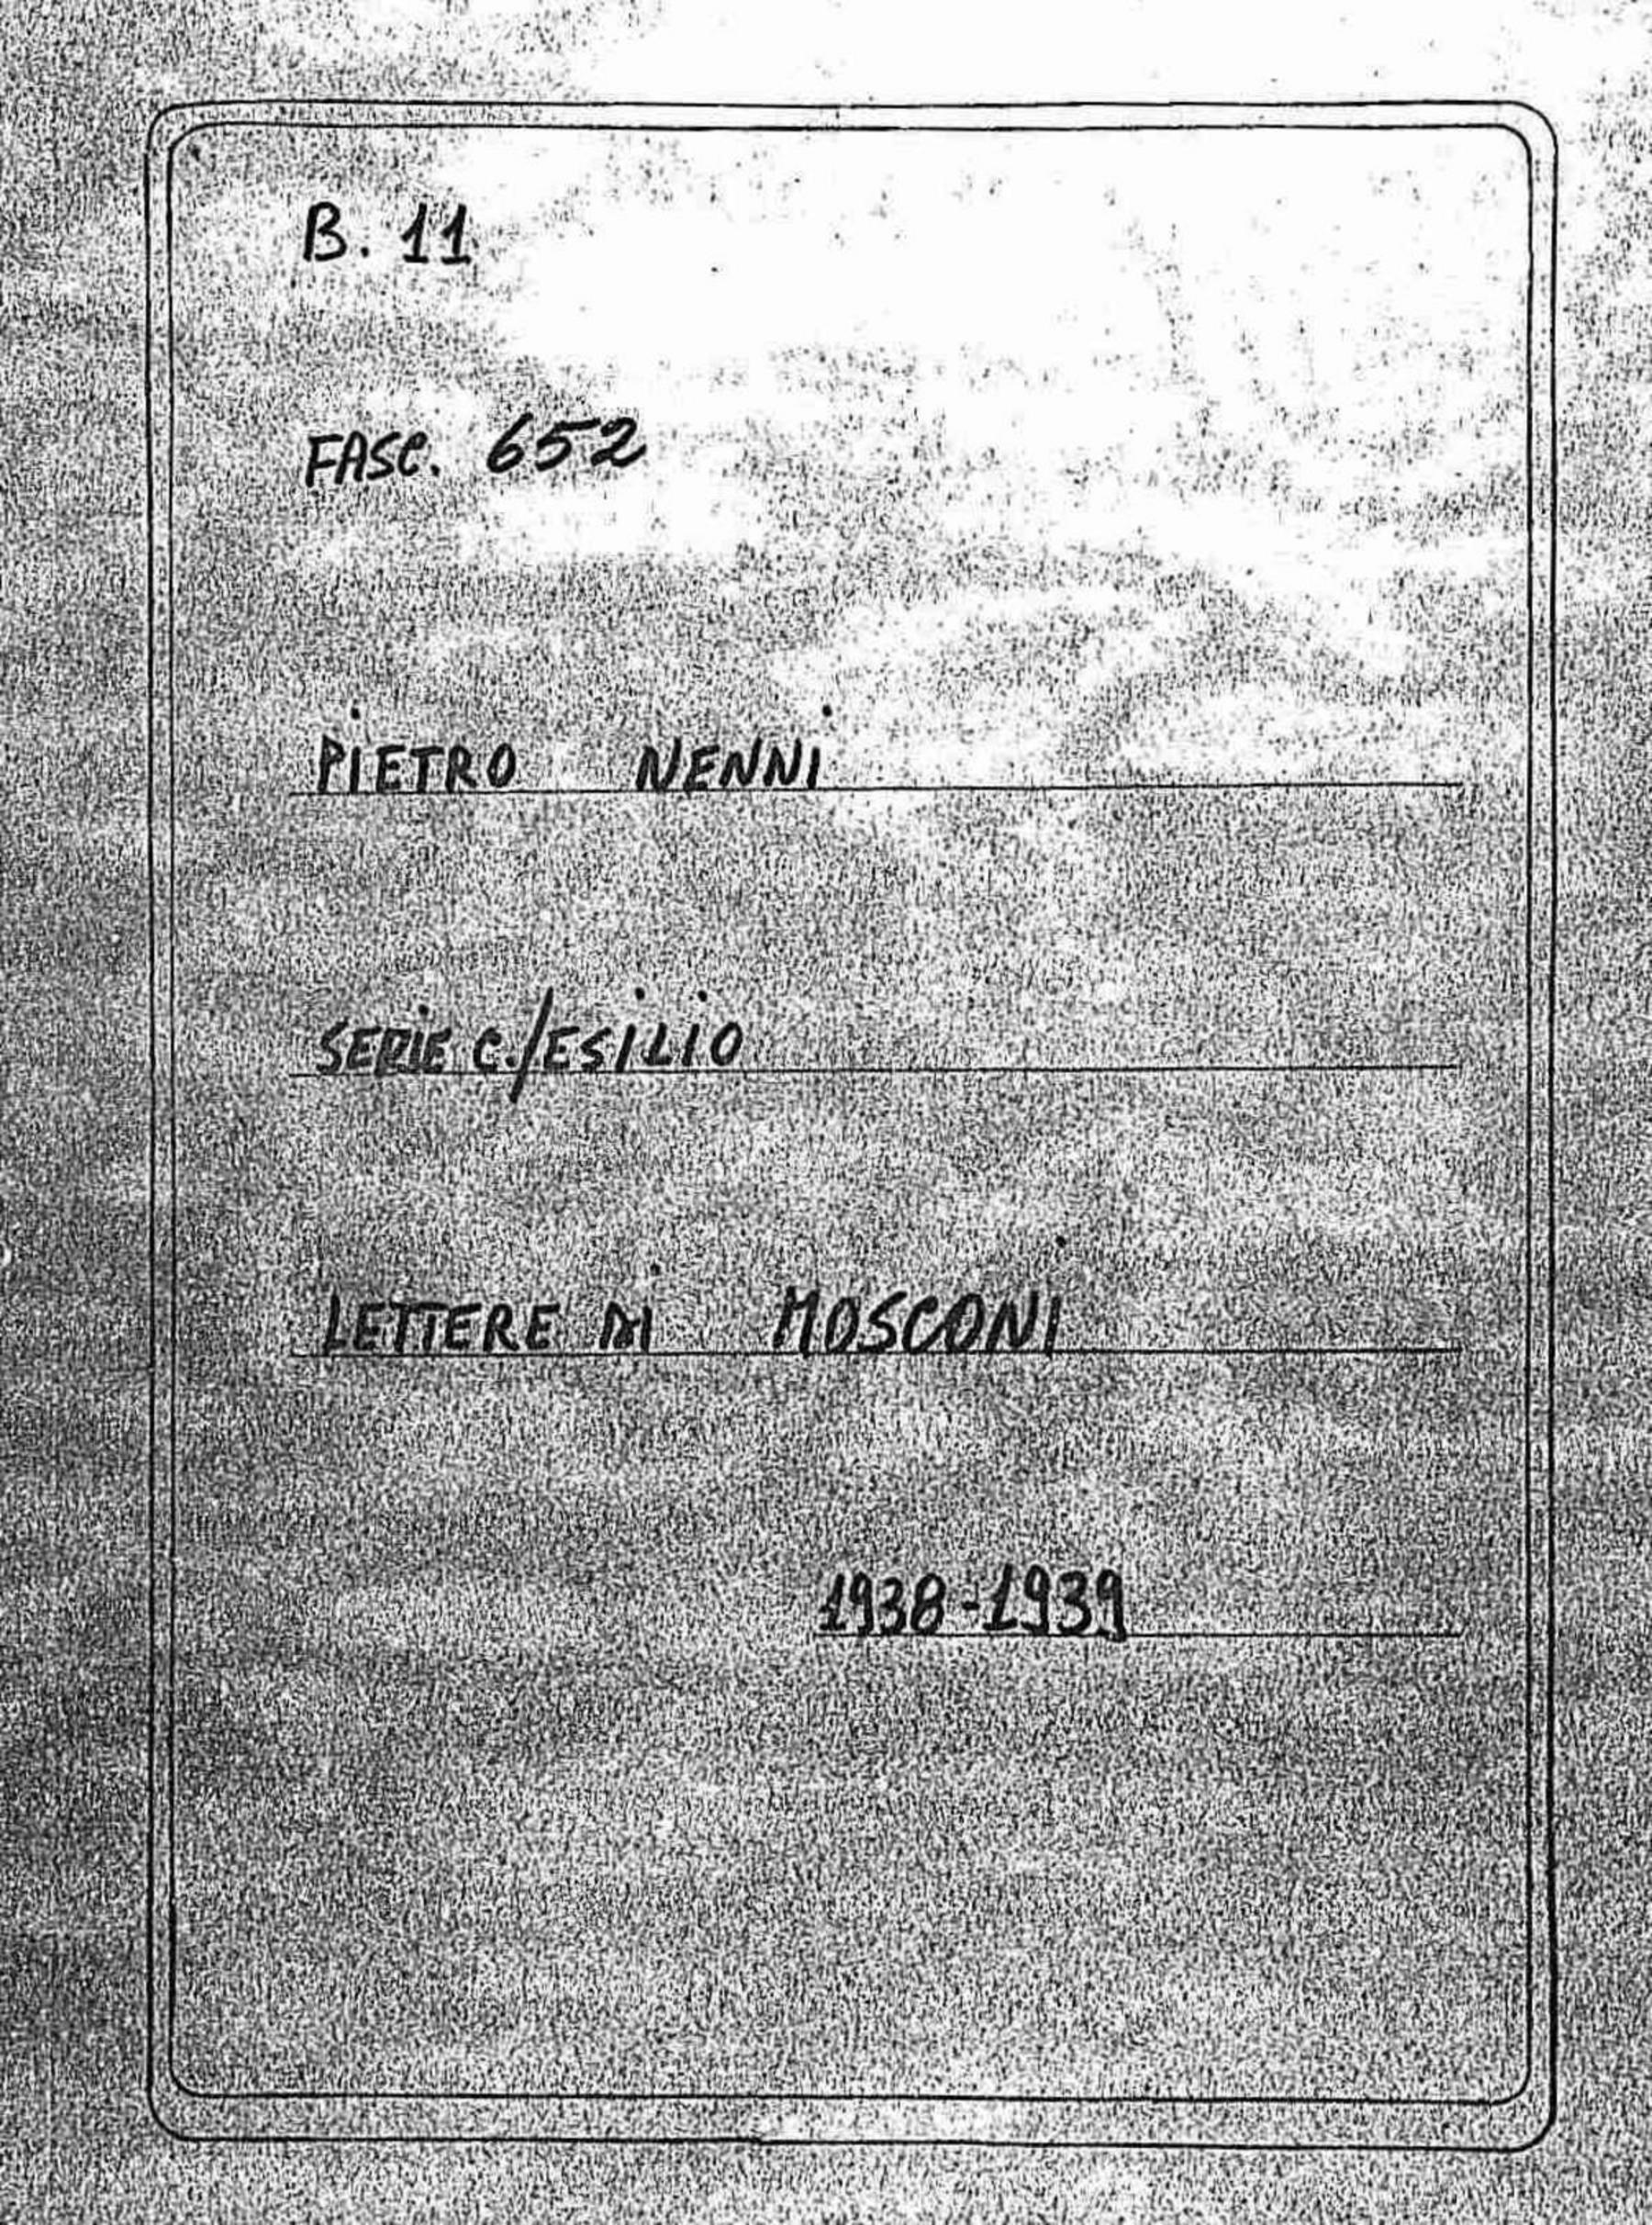 B. 11
FASC. 652
PIETRO NENNI
SERIE C./ESILIO
LETTERE DI MOSCONI
1938-1939